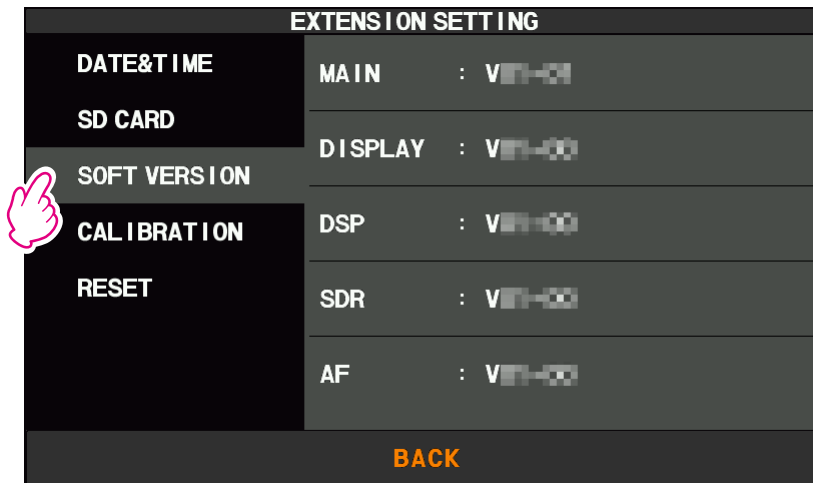 EXTENSION SETTING
DATE&TIME
SD CARD
SOFT VERSION
CALIBRATION
RESET
MAIN : V
DISPLAY : V
DSP : V
SDR : V
AF : V
BACK